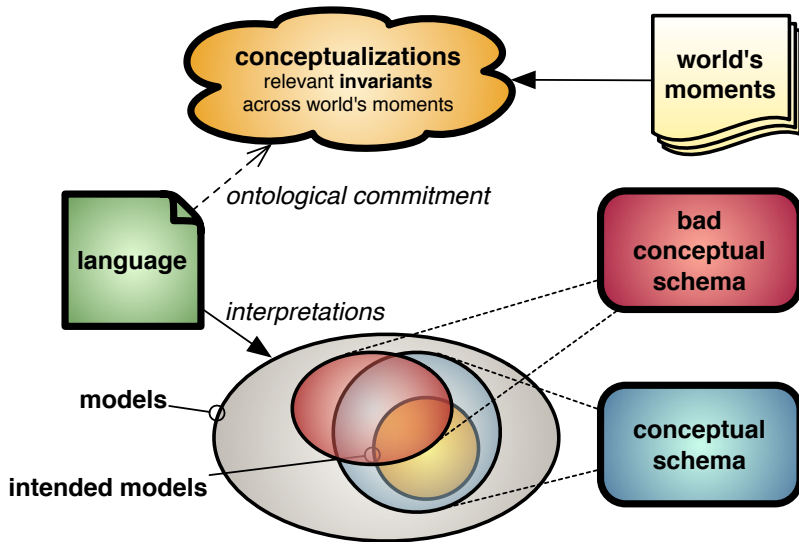 conceptualizations
relevant invariants
across world's moments
world's
moments
ontological commitment
language
bad
conceptual
schema
interpretations
models
conceptual
schema
intended models